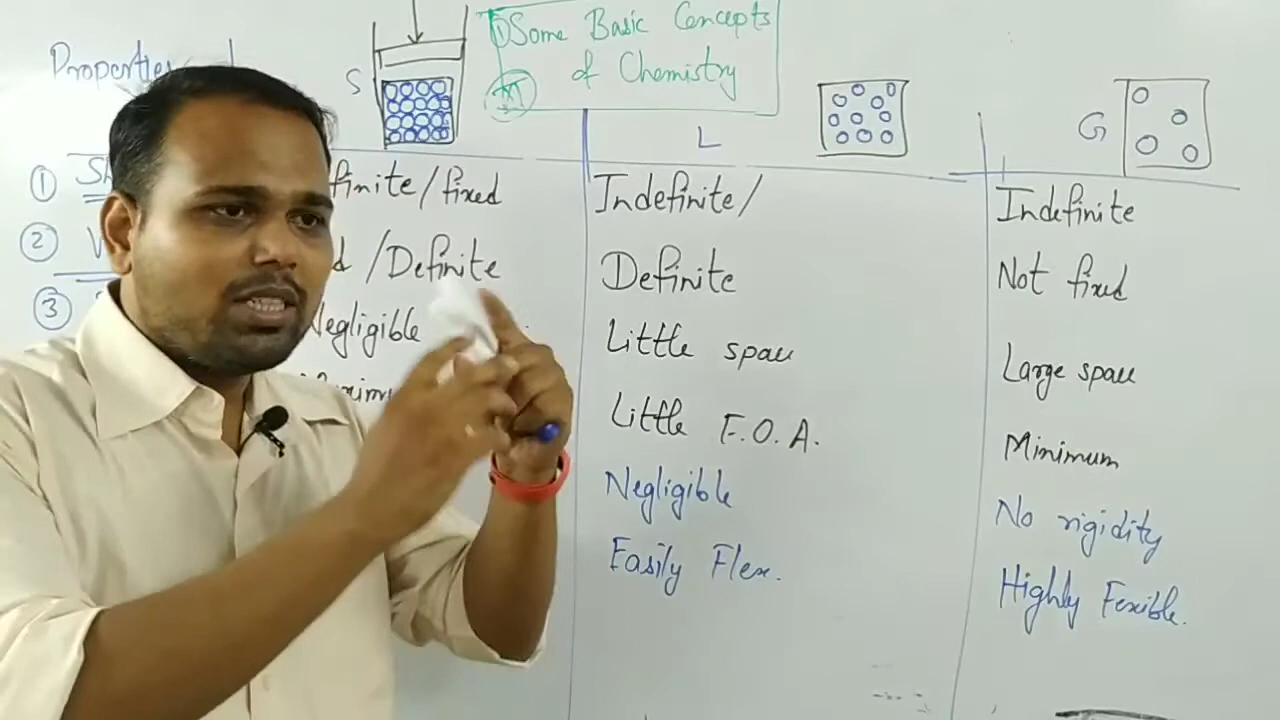 ① Some Basic Concepts
of Chemistry
Properties
S
L
G
①
finite/fixed
Indefinite/
Indefinite
②
V
/Definite
Definite
Not fixed
③
Negligible
Little space
Large space
Little F.O.A.
Minimum
Negligible
No rigidity
Easily Flex.
Highly Fexible.